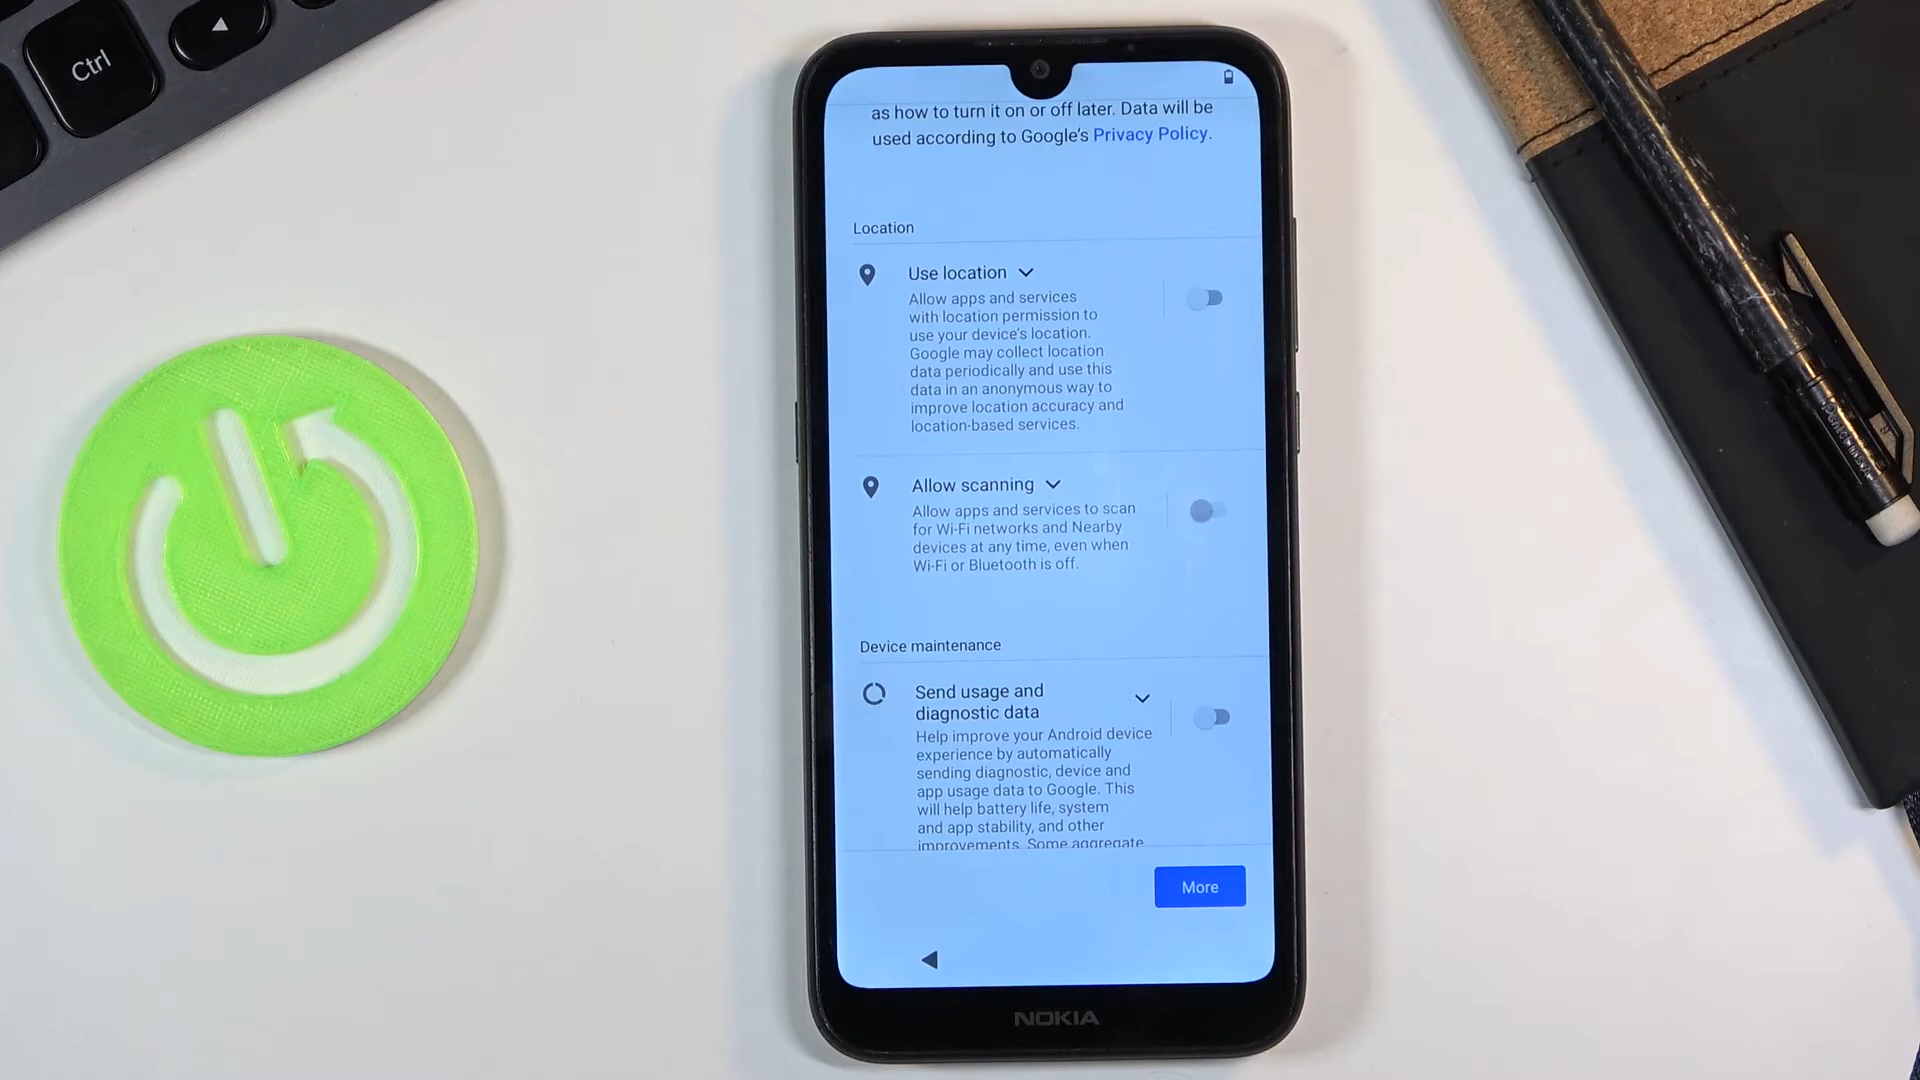 Ctrl
as how to turn it on or off later. Data will be
used according to Google's Privacy Policy.
Location
Use location
Allow apps and services
with location permission to
use your device's location.
Google may collect location
data periodically and use this
data in an anonymous way to
improve location accuracy and
location-based services.
Allow scanning
Allow apps and services to scan
for Wi-Fi networks and Nearby
devices at any time, even when
Wi-Fi or Bluetooth is off.
Device maintenance
Send usage and
diagnostic data
Help improve your Android device
experience by automatically
sending diagnostic, device and
app usage data to Google. This
will help battery life, system
and app stability, and other
improvements. Some aggregate
More
NOKIA